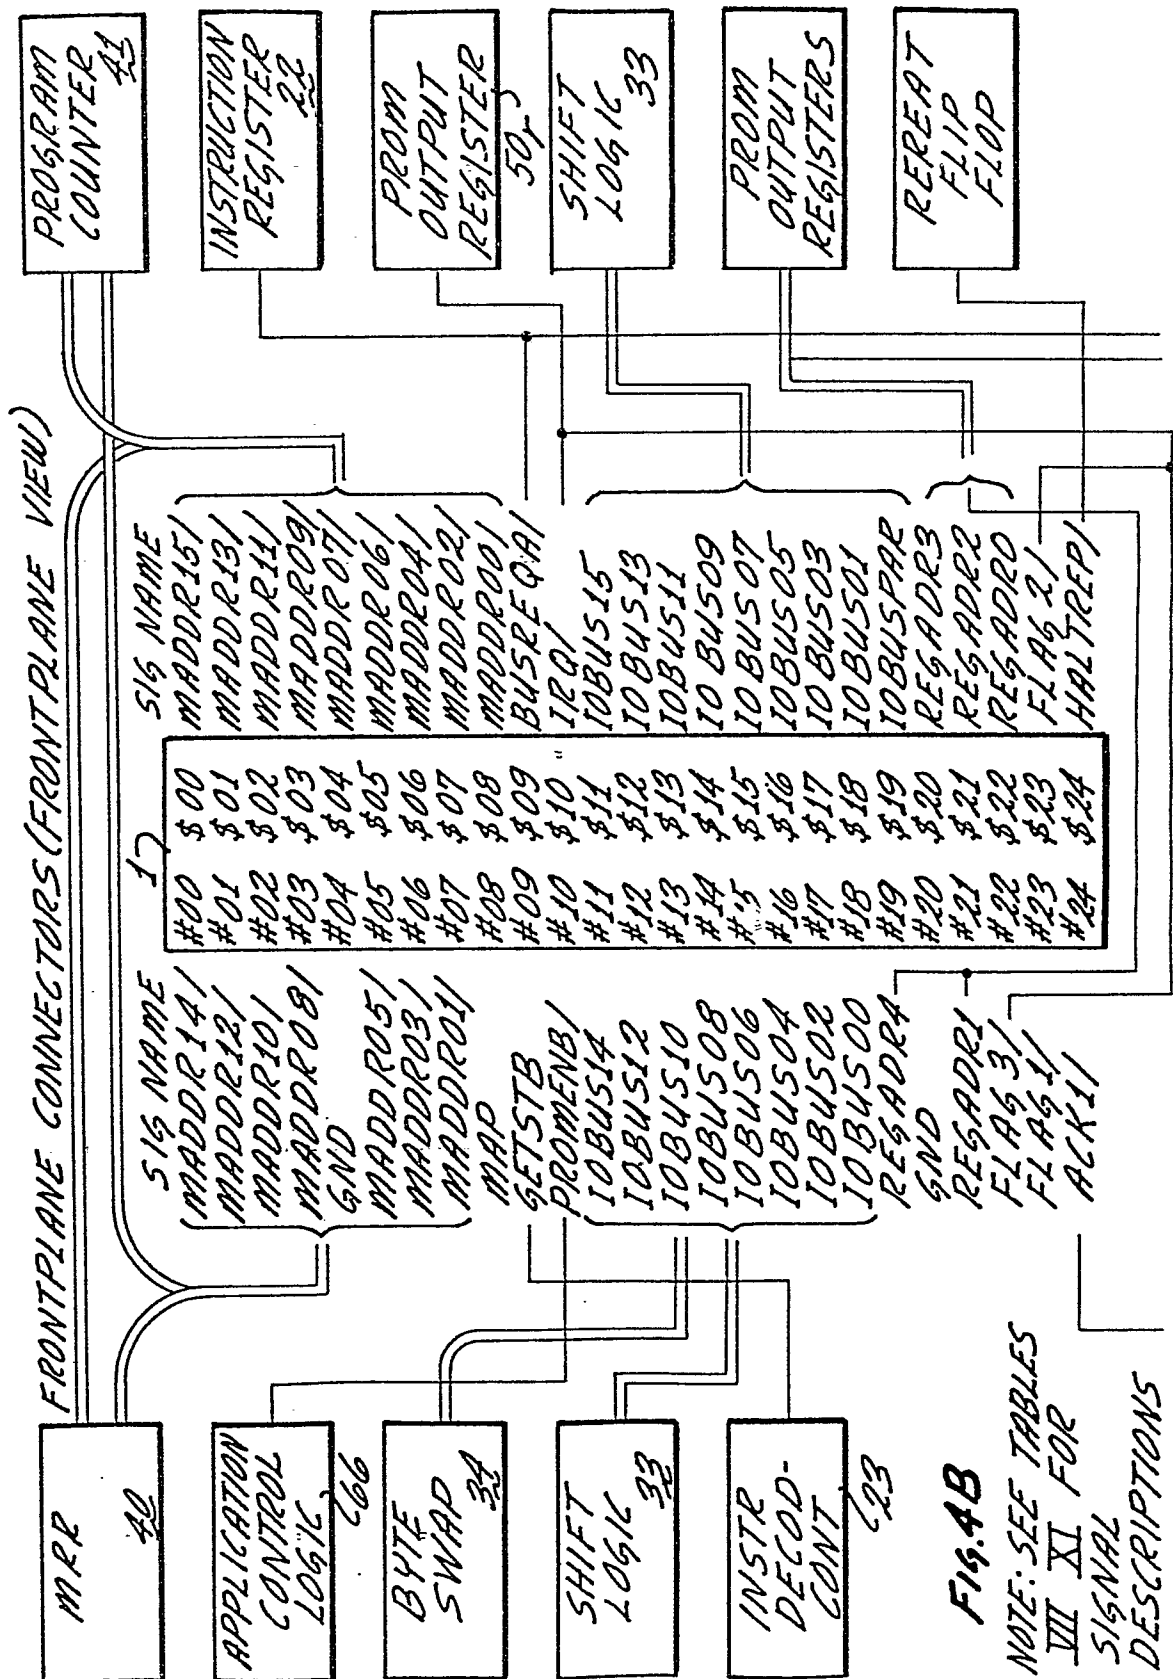 FRONTPLANE CONNECTORS (FRONTPLANE VIEW)
MRR
40
APPLICATION
CONTROL
LOGIC
66
BYTE
SWAP 34
SHIFT
LOGIC 33
INSTR
DECOD-
CONT
23
SIG NAME 17 SIG NAME
MADDR14/ #00 $00 MADDR15/
MADDR12/ #01 $01 MADDR13/
MADDR10/ #02 $02 MADDR11/
MADDR08/ #03 $03 MADDR09/
GND #04 $04 MADDR07/
MADDR05/ #05 $05 MADDR06/
MADDR03/ #06 $06 MADDR04/
MADDR01/ #07 $07 MADDR02/
MAP #08 $08 MADDR00/
GETSTB #09 $09 BUSREQA/
PROMENB/ #10 $10 IRQ/
IOBUS14 #11 $11 IOBUS15
IOBUS12 #12 $12 IOBUS13
IOBUS10 #13 $13 IOBUS11
IOBUS08 #14 $14 IOBUS09
IOBUS06 #15 $15 IOBUS07
IOBUS04 #16 $16 IOBUS05
IOBUS02 #17 $17 IOBUS03
IOBUS00 #18 $18 IOBUS01
REGADR4 #19 $19 IOBUSPAR
GND #20 $20 REGADR3
REGADR1 #21 $21 REGADR2
FLAG3/ #22 $22 REGADR0
FLAG1/ #23 $23 FLAG2/
ACK1/ #24 $24 HALTREP/
PROGRAM
COUNTER
41
INSTRUCTION
REGISTER
22
PROM
OUTPUT
REGISTER
50r
SHIFT
LOGIC
33
PROM
OUTPUT
REGISTERS
REREAT
FLIP
FLOP
FIG. 4B
NOTE: SEE TABLES
VII XI FOR
SIGNAL
DESCRIPTIONS